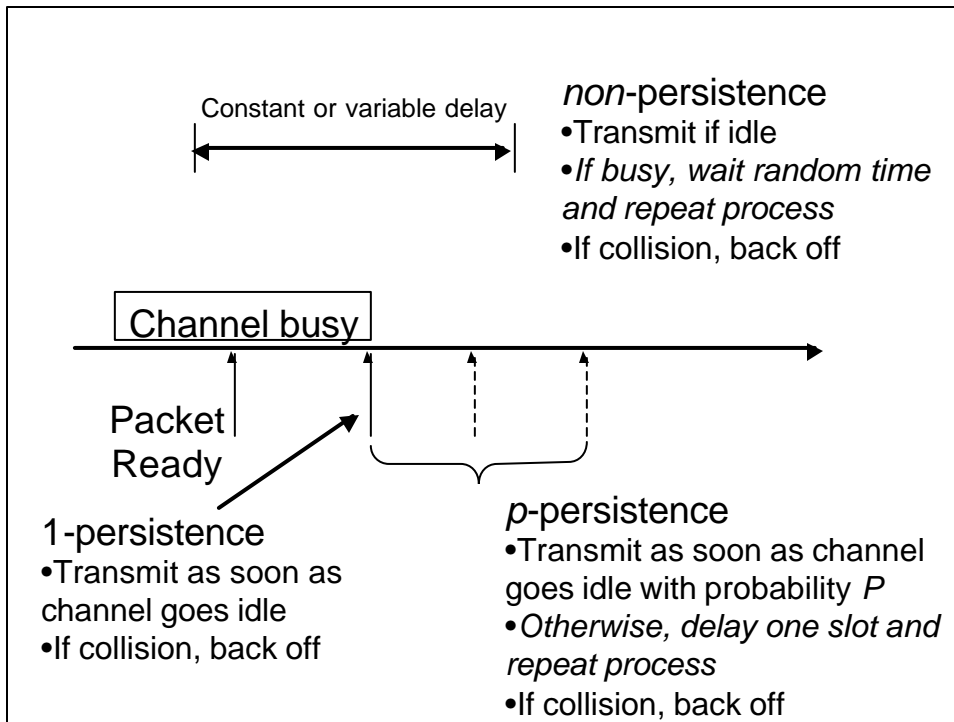 Constant or variable delay
non-persistence
•Transmit if idle
•If busy, wait random time
and repeat process
•If collision, back off
Channel busy
Packet
Ready
1-persistence
•Transmit as soon as
channel goes idle
•If collision, back off
p-persistence
•Transmit as soon as channel
goes idle with probability P
•Otherwise, delay one slot and
repeat process
•If collision, back off